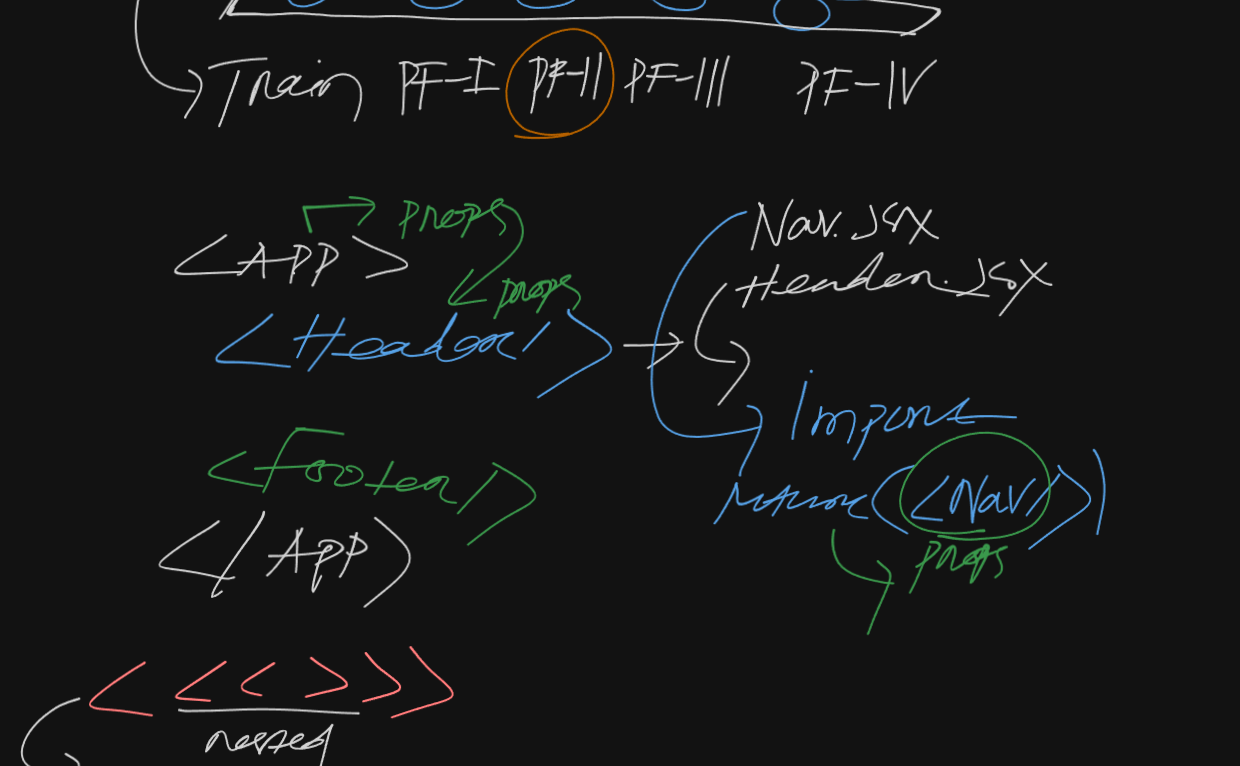 Train PF-I PF-II PF-III PF-IV
props
<APP>
props
<Header/>
<Footer/>
</App>
<<<>>>
nested
Nav.JSX
Header.JSX
import
return(<Nav/>)
props